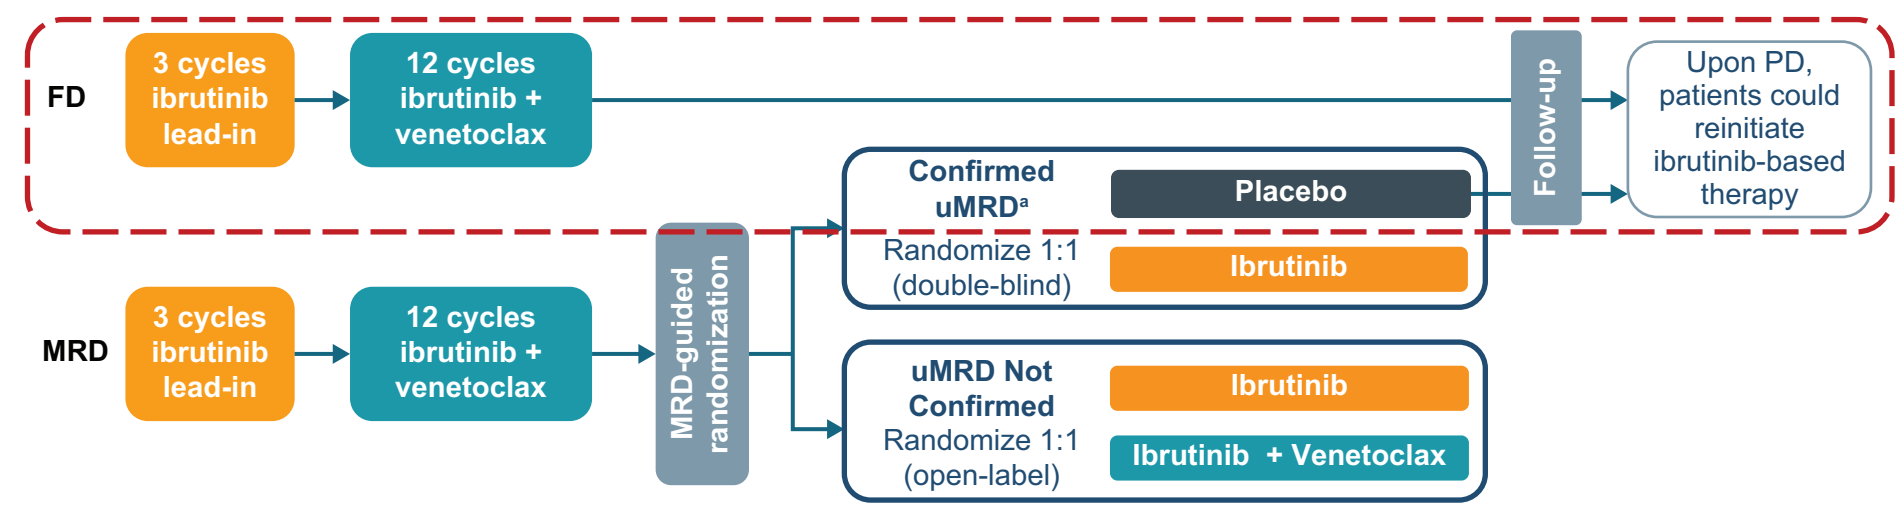 FD
3 cycles
ibrutinib
lead-in
12 cycles
ibrutinib +
venetoclax
Follow-up
Upon PD,
patients could
reinitiate
ibrutinib-based
therapy
MRD
3 cycles
ibrutinib
lead-in
12 cycles
ibrutinib +
venetoclax
MRD-guided
randomization
Confirmed
uMRDᵃ
Randomize 1:1
(double-blind)
Placebo
Ibrutinib
uMRD Not
Confirmed
Randomize 1:1
(open-label)
Ibrutinib
Ibrutinib + Venetoclax